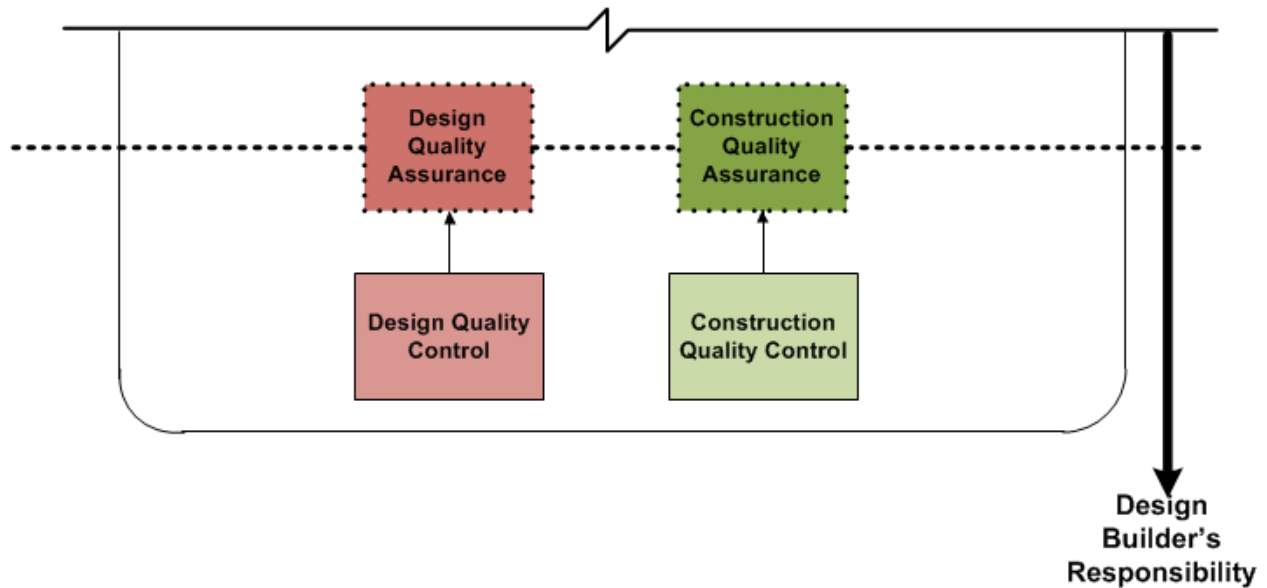 Design
Quality
Assurance
Construction
Quality
Assurance
Design Quality
Control
Construction
Quality Control
Design
Builder's
Responsibility